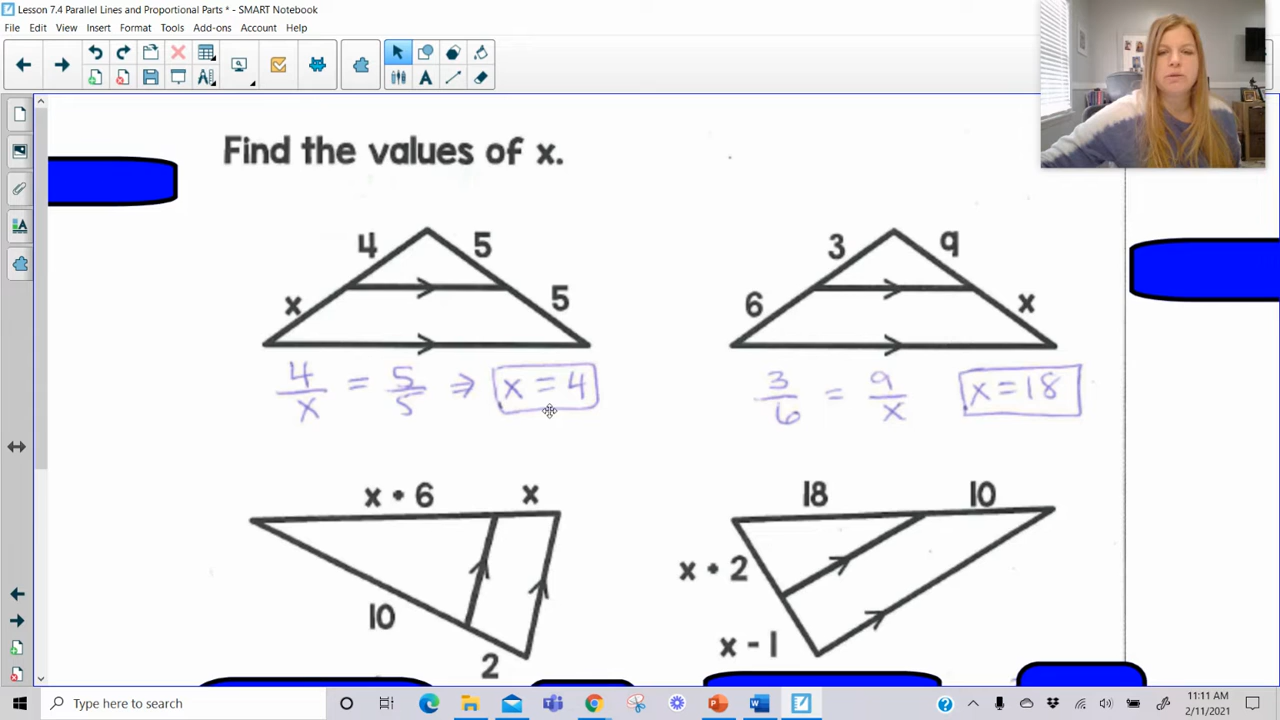 Lesson 7.4 Parallel Lines and Proportional Parts * - SMART Notebook
File Edit View Insert Format Tools Add-ons Account Help
Find the values of x.
4 5
x 5
4/x = 5/5 ⇒ x = 4
3 9
6 x
3/6 = 9/x x = 18
x + 6 x
10
2
18 10
x + 2
x - 1
Type here to search
11:11 AM
2/11/2021